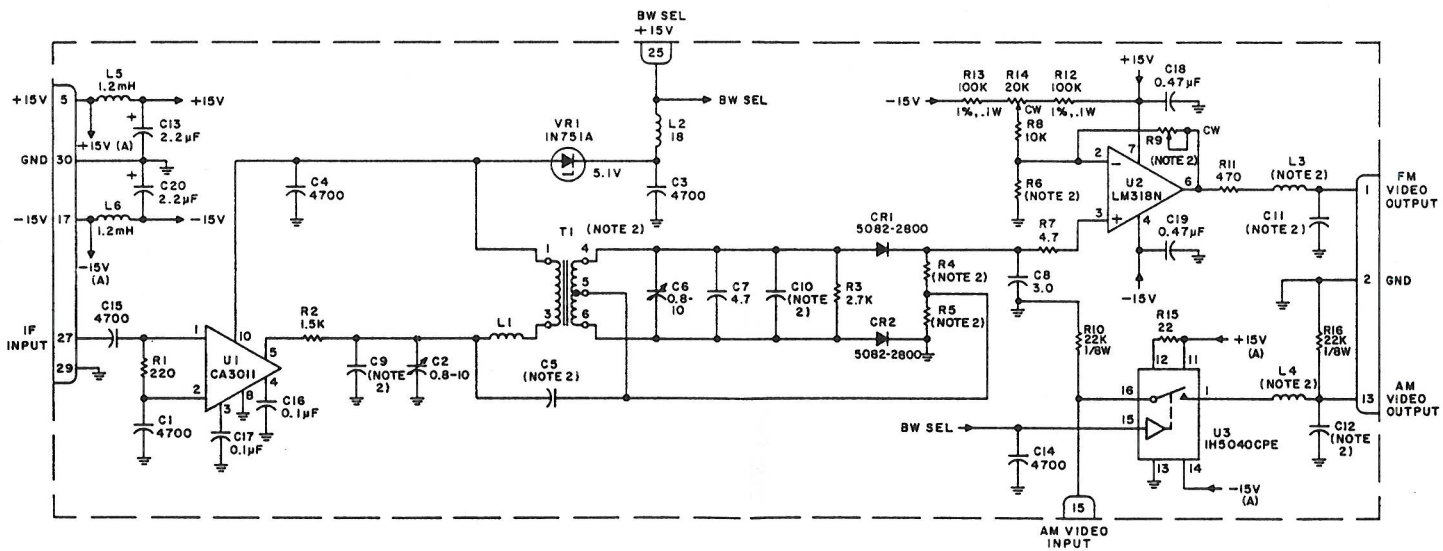 BW SEL
+15V
25
BW SEL
L2
18
VR1
1N751A
5.1V
C3
4700
C4
4700
L5
1.2mH
+15V
5
+15V
+15V (A)
+
C13
2.2µF
GND
30
+
C20
2.2µF
L6
1.2mH
-15V
17
-15V
-15V
(A)
C15
4700
IF
INPUT
27
29
R1
220
C1
4700
1
2
10
U1
CA3011
5
4
8
3
C16
0.1µF
C17
0.1µF
R2
1.5K
C9
(NOTE
2)
C2
0.8-10
L1
C5
(NOTE 2)
T1
(NOTE 2)
1
3
4
5
6
C6
0.8-
10
C7
4.7
C10
(NOTE
2)
R3
2.7K
CR1
5082-2800
CR2
5082-2800
R4
(NOTE 2)
R5
(NOTE 2)
C8
3.0
R7
4.7
R13
100K
1%,.1W
R14
20K
CW
R12
100K
1%,.1W
-15V
+15V
C18
0.47µF
R8
10K
R6
(NOTE 2)
R9
CW
(NOTE 2)
2
-
3
+
7
6
4
U2
LM318N
C19
0.47µF
-15V
R11
470
L3
(NOTE 2)
C11
(NOTE 2)
1
FM
VIDEO
OUTPUT
2
GND
R10
22K
1/8W
R15
22
+15V
(A)
12
11
16
1
15
13
14
U3
IH5040CPE
-15V
(A)
BW SEL
C14
4700
L4
(NOTE 2)
R16
22K
1/8W
C12
(NOTE
2)
13
AM
VIDEO
OUTPUT
15
AM VIDEO
INPUT